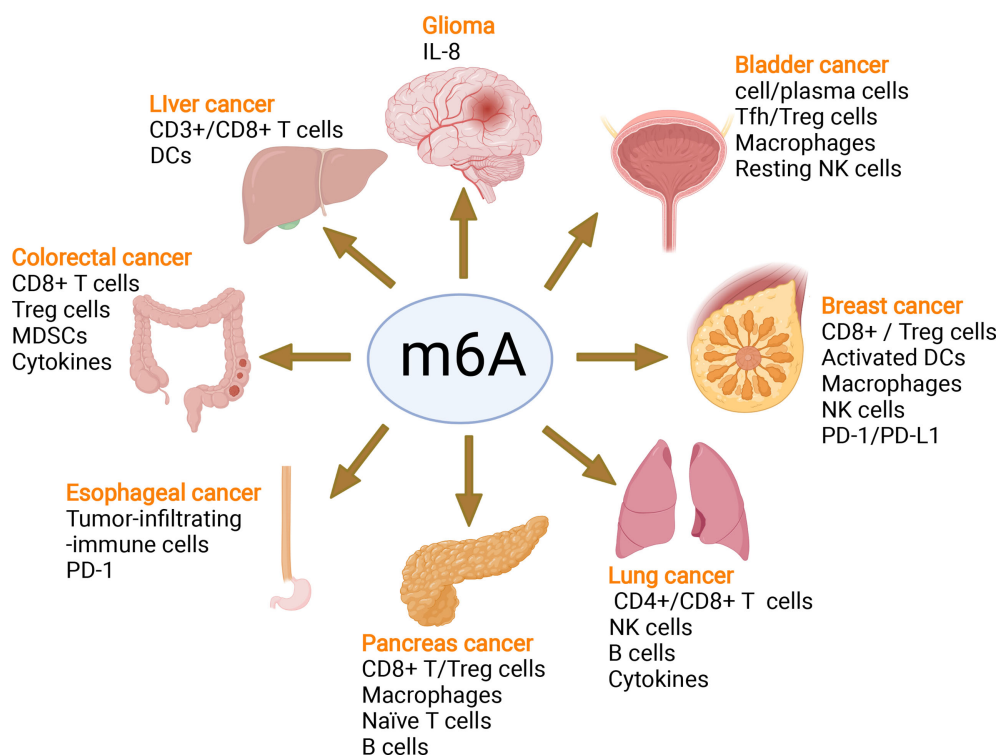 Glioma
IL-8
Bladder cancer
cell/plasma cells
Tfh/Treg cells
Macrophages
Resting NK cells
LIver cancer
CD3+/CD8+ T cells
DCs
Colorectal cancer
CD8+ T cells
Treg cells
MDSCs
Cytokines
m6A
Breast cancer
CD8+ / Treg cells
Activated DCs
Macrophages
NK cells
PD-1/PD-L1
Esophageal cancer
Tumor-infiltrating
-immune cells
PD-1
Pancreas cancer
CD8+ T/Treg cells
Macrophages
Naïve T cells
B cells
Lung cancer
CD4+/CD8+ T cells
NK cells
B cells
Cytokines